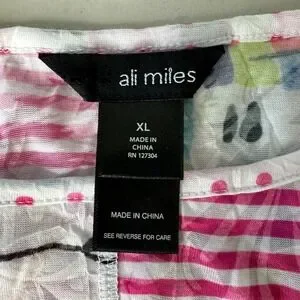 ali miles
XL
MADE IN
CHINA
RN 127304
MADE IN CHINA
SEE REVERSE FOR CARE